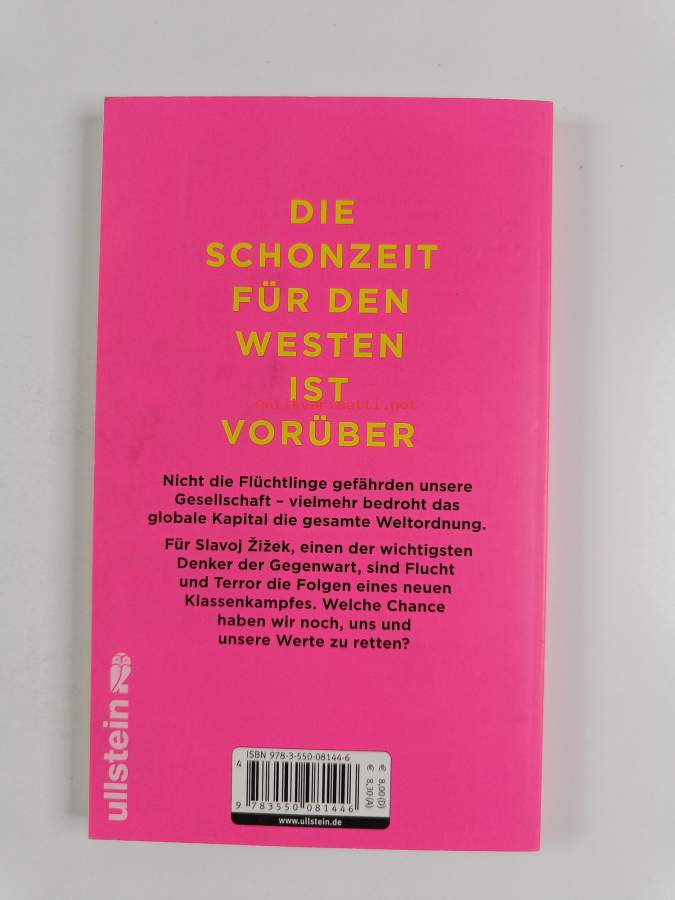 DIE
SCHONZEIT
FÜR DEN
WESTEN
IST
antikvariaatti.net
VORÜBER
Nicht die Flüchtlinge gefährden unsere
Gesellschaft – vielmehr bedroht das
globale Kapital die gesamte Weltordnung.
Für Slavoj Žižek, einen der wichtigsten
Denker der Gegenwart, sind Flucht
und Terror die Folgen eines neuen
Klassenkampfes. Welche Chance
haben wir noch, uns und
unsere Werte zu retten?
ullstein
ISBN 978-3-550-08144-6
4
9 783550 081446
€ 8,00 (D)
€ 8,30 (A)
www.ullstein.de